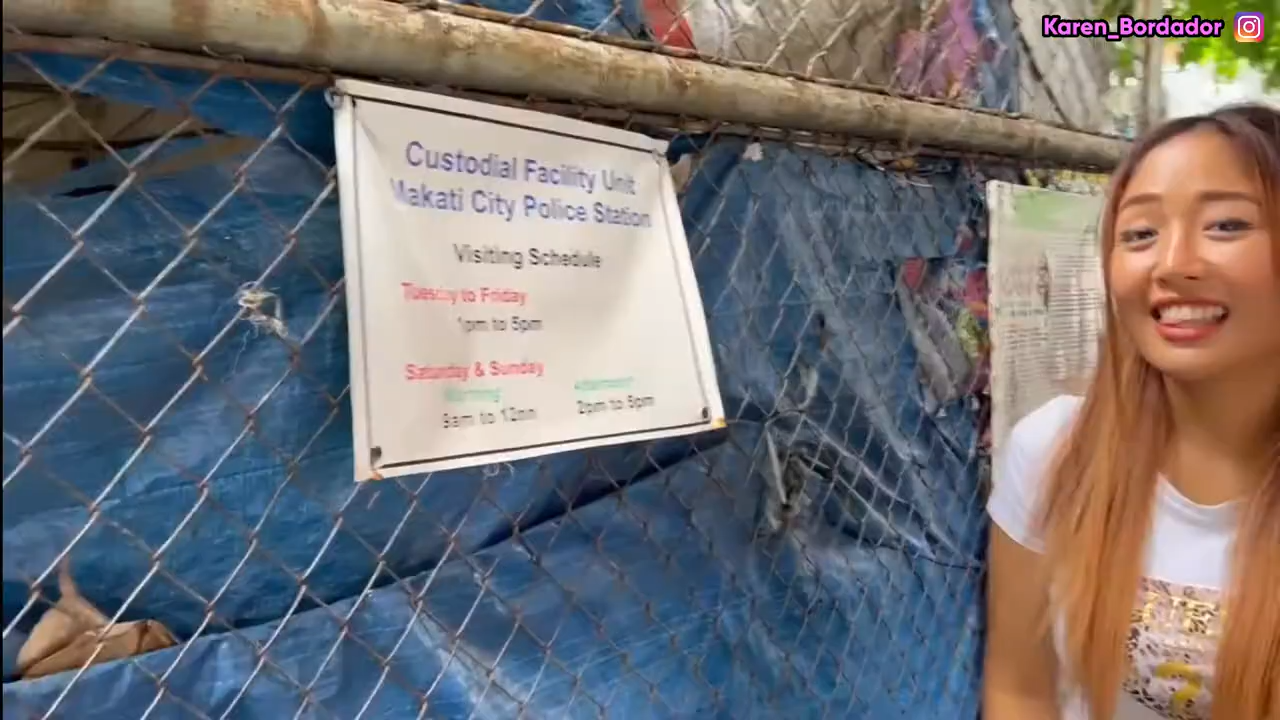 Karen_Bordador
Custodial Facility Unit
Makati City Police Station
Visiting Schedule
Tuesday to Friday
1pm to 5pm
Saturday & Sunday
Morning
Afternoon
9am to 12nn
2pm to 5pm